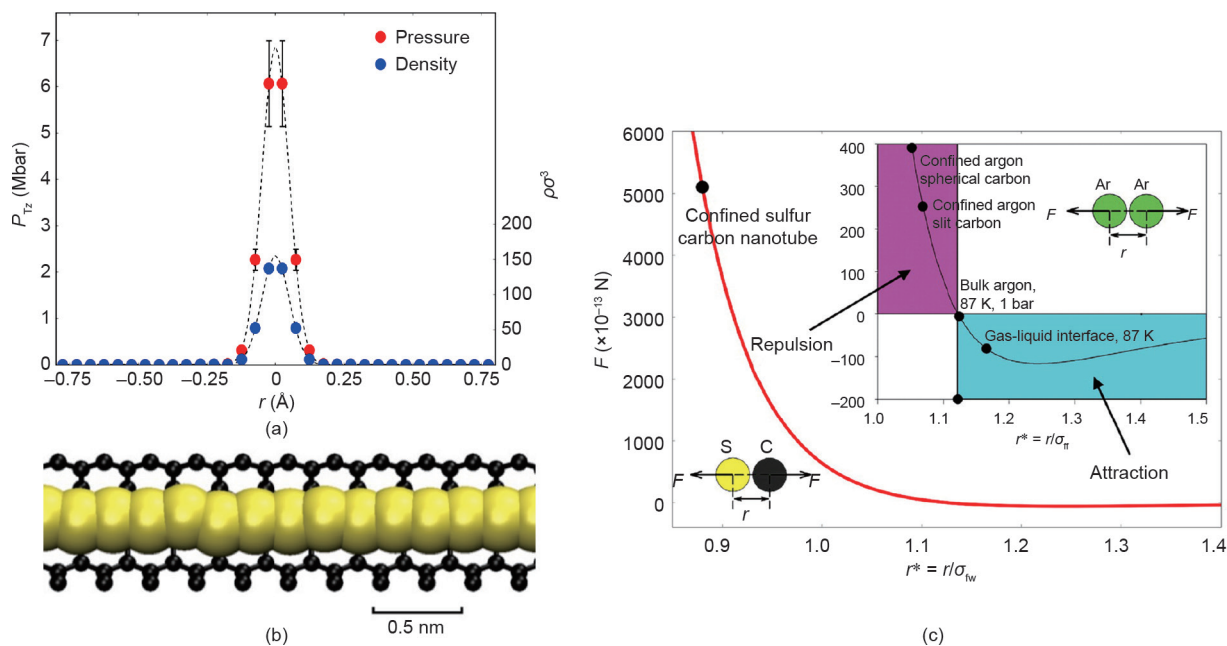 Pressure
Density
7
6
5
4
3
2
1
0
P_Tz (Mbar)
200
150
100
50
0
ρσ³
–0.75
–0.50
–0.25
0
0.25
0.50
0.75
r (Å)
(a)
0.5 nm
(b)
6000
5000
4000
3000
2000
1000
0
F (× 10⁻¹³ N)
Confined sulfur
carbon nanotube
Repulsion
S C
F F
r
0.9
1.0
1.1
1.2
1.3
1.4
r* = r/σ_fw
400
300
200
100
0
–100
–200
Confined argon
spherical carbon
Confined argon
slit carbon
Ar Ar
F F
r
Bulk argon,
87 K, 1 bar
Gas-liquid interface, 87 K
1.0
1.1
1.2
1.3
1.4
1.5
r* = r/σ_ff
Attraction
(c)